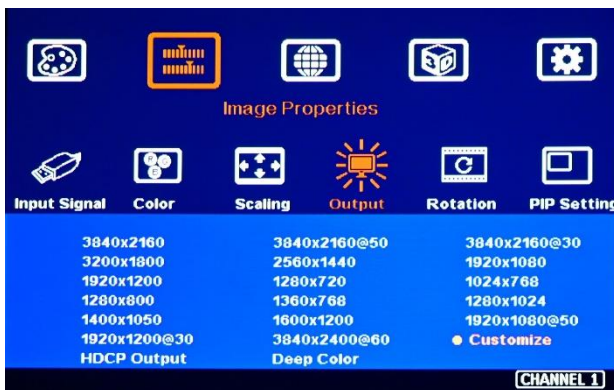 Image Properties
Input Signal Color Scaling Output Rotation PIP Setting
3840x2160 3840x2160@50 3840x2160@30
3200x1800 2560x1440 1920x1080
1920x1200 1280x720 1024x768
1280x800 1360x768 1280x1024
1400x1050 1600x1200 1920x1080@50
1920x1200@30 3840x2400@60 Customize
HDCP Output Deep Color
CHANNEL 1